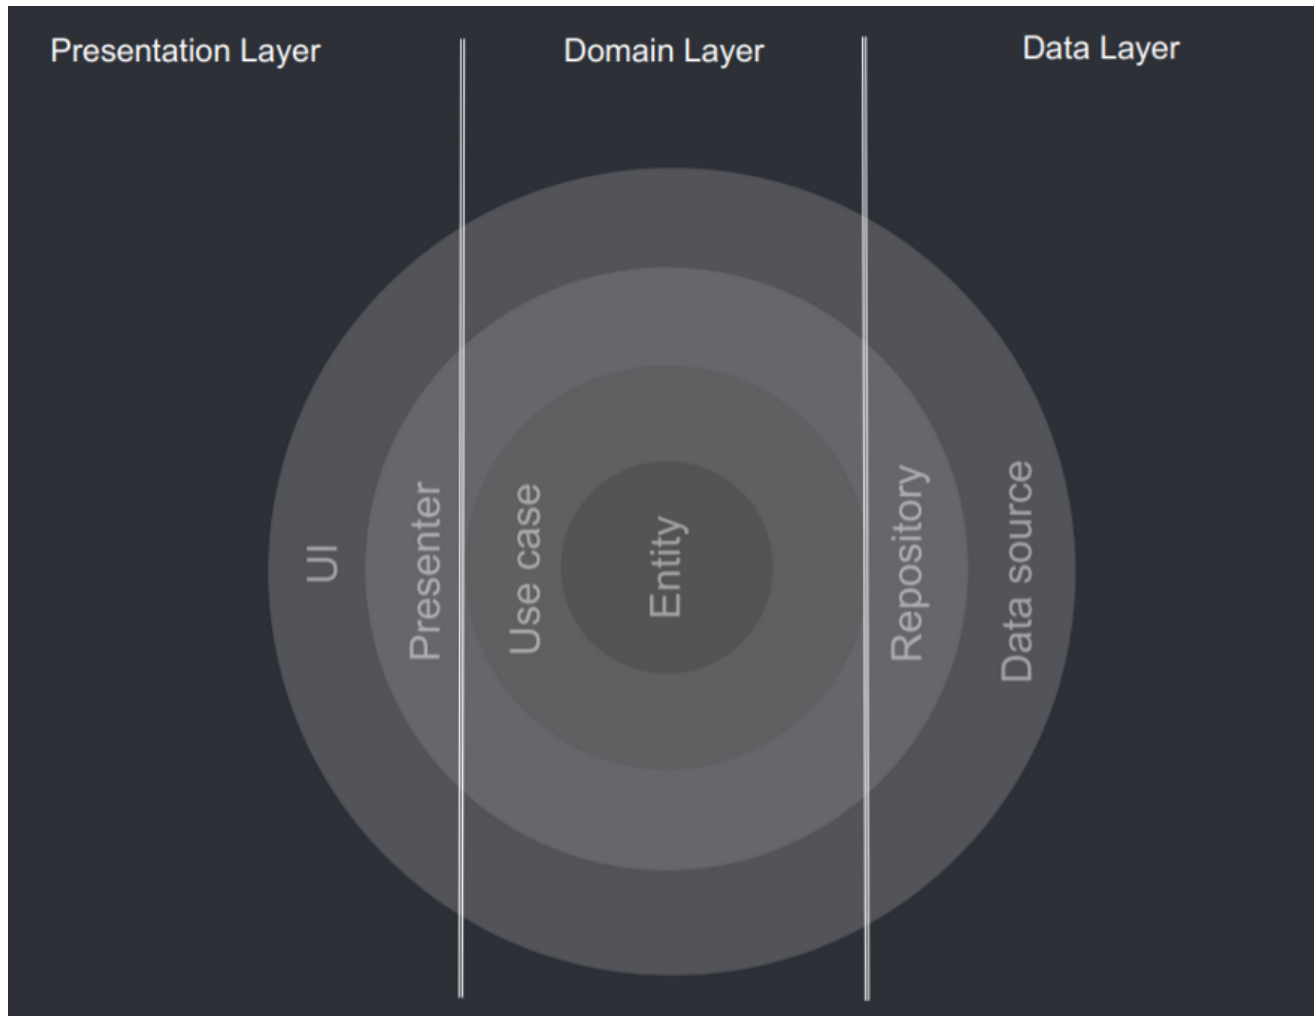 Presentation Layer
Domain Layer
Data Layer
UI
Presenter
Use case
Entity
Repository
Data source